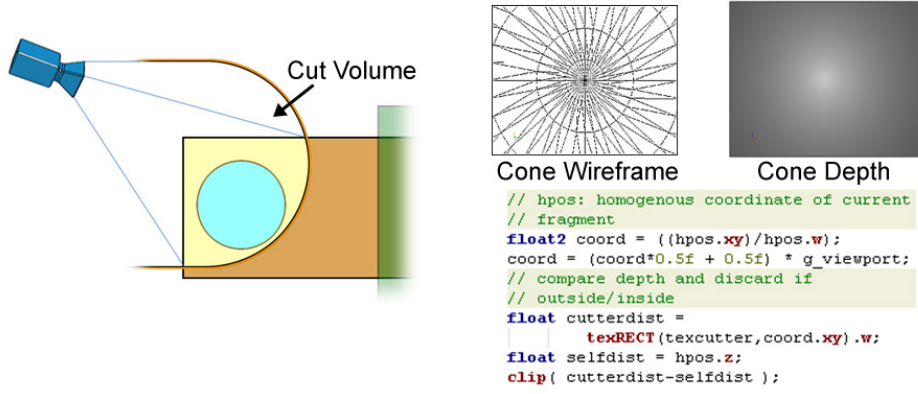 Cut Volume
Cone Wireframe
Cone Depth
// hpos: homogenous coordinate of current
// fragment
float2 coord = ((hpos.xy)/hpos.w);
coord = (coord*0.5f + 0.5f) * g_viewport;
// compare depth and discard if
// outside/inside
float cutterdist =
texRECT(texcutter,coord.xy).w;
float selfdist = hpos.z;
clip( cutterdist-selfdist );